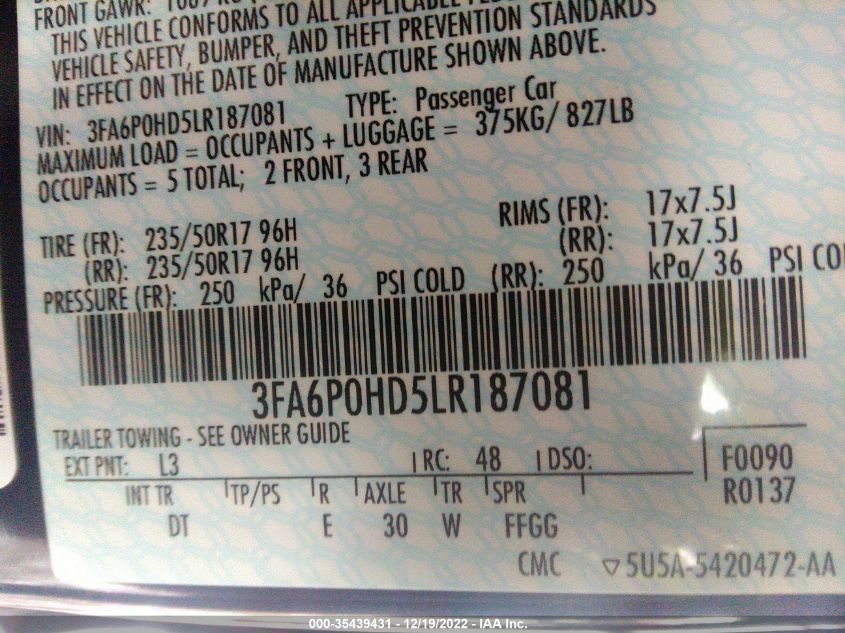 FRONT GAWR:
THIS VEHICLE CONFORMS TO ALL APPLICABLE
VEHICLE SAFETY, BUMPER, AND THEFT PREVENTION STANDARDS
IN EFFECT ON THE DATE OF MANUFACTURE SHOWN ABOVE.
VIN: 3FA6P0HD5LR187081 TYPE: Passenger Car
MAXIMUM LOAD = OCCUPANTS + LUGGAGE = 375KG/ 827LB
OCCUPANTS = 5 TOTAL; 2 FRONT, 3 REAR
TIRE (FR): 235/50R17 96H RIMS (FR): 17x7.5J
(RR): 235/50R17 96H (RR): 17x7.5J
PRESSURE (FR): 250 kPa/ 36 PSI COLD (RR): 250 kPa/ 36 PSI CO
3FA6P0HD5LR187081
TRAILER TOWING - SEE OWNER GUIDE
EXT PNT: L3 RC: 48 DSO: F0090
INT TR TP/PS R AXLE TR SPR R0137
DT E 30 W FFGG
CMC ▽5U5A-5420472-AA
000-35439431 - 12/19/2022 - IAA Inc.